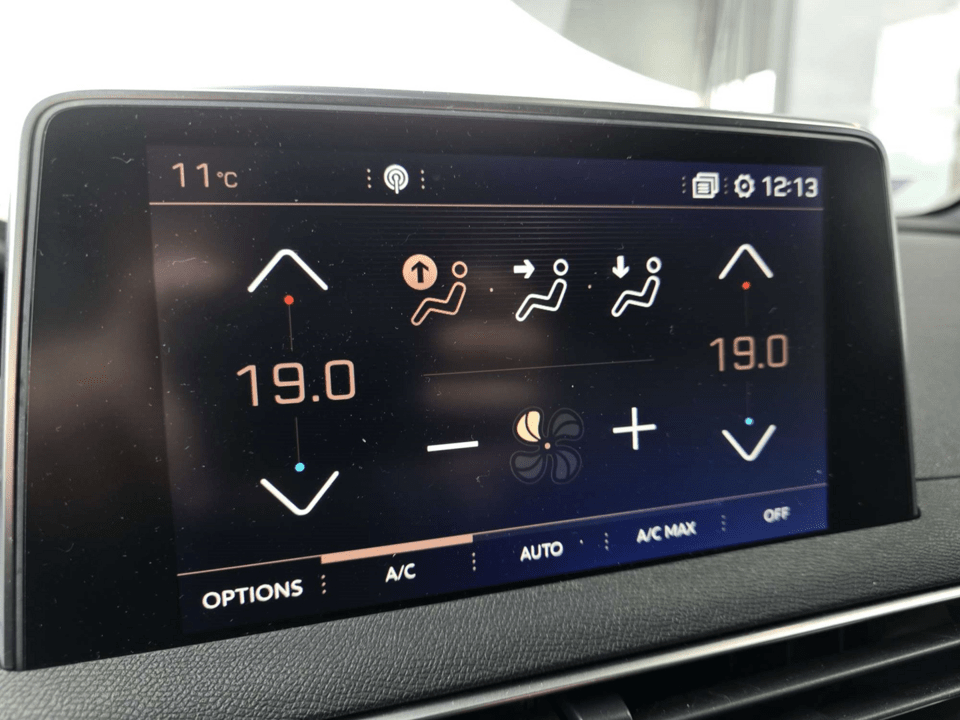 11°C
12:13
19.0
19.0
OPTIONS
A/C
AUTO
A/C MAX
OFF